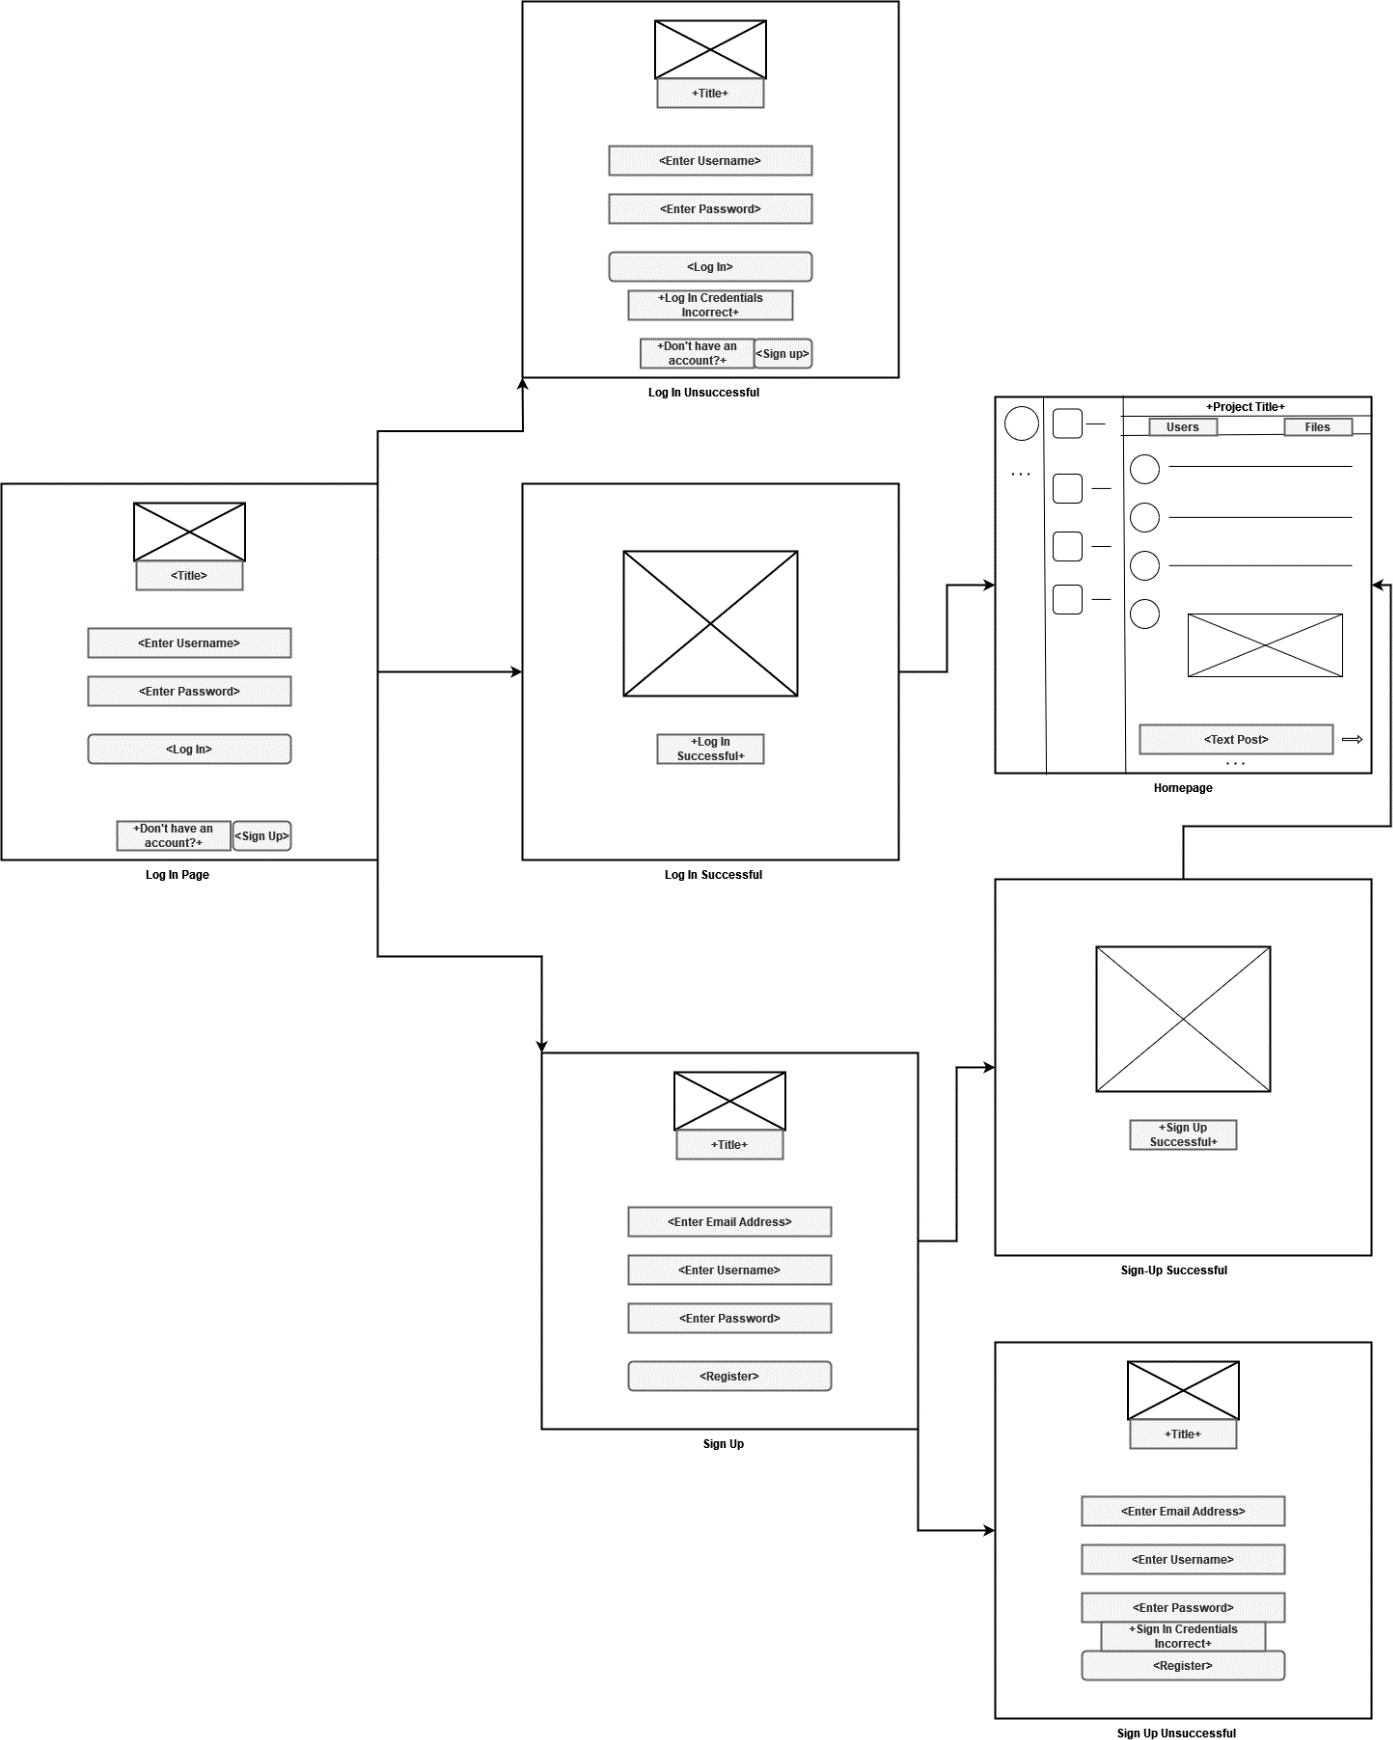 +Title+
<Enter Username>
<Enter Password>
<Log In>
+Log In Credentials
Incorrect+
+Don't have an
account?+
<Sign up>
Log In Unsuccessful
<Title>
<Enter Username>
<Enter Password>
<Log In>
+Don't have an
account?+
<Sign Up>
Log In Page
+Log In
Successful+
Log In Successful
+Project Title+
Users
Files
...
<Text Post>
...
Homepage
+Title+
<Enter Email Address>
<Enter Username>
<Enter Password>
<Register>
Sign Up
+Sign Up
Successful+
Sign-Up Successful
+Title+
<Enter Email Address>
<Enter Username>
<Enter Password>
+Sign In Credentials
Incorrect+
<Register>
Sign Up Unsuccessful